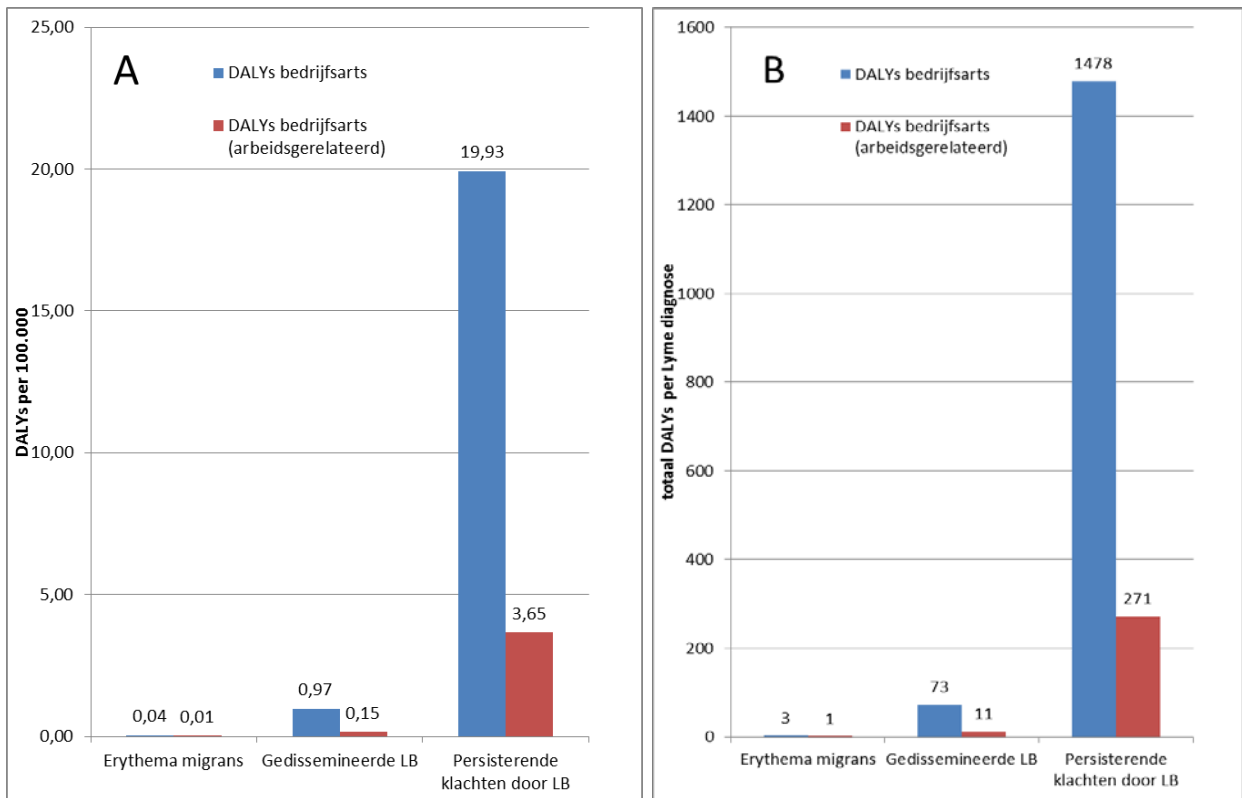 25,00
20,00
15,00
10,00
5,00
0,00
DALYs per 100.000
A
DALYs bedrijfsarts
DALYs bedrijfsarts
(arbeidsgerelateerd)
0,04
0,01
0,97
0,15
19,93
3,65
Erythema migrans
Gedissemineerde LB
Persisterende
klachten door LB
1600
1400
1200
1000
800
600
400
200
0
totaal DALYs per Lyme diagnose
B
DALYs bedrijfsarts
DALYs bedrijfsarts
(arbeidsgerelateerd)
3
1
73
11
1478
271
Erythema migrans
Gedissemineerde LB
Persisterende
klachten door LB